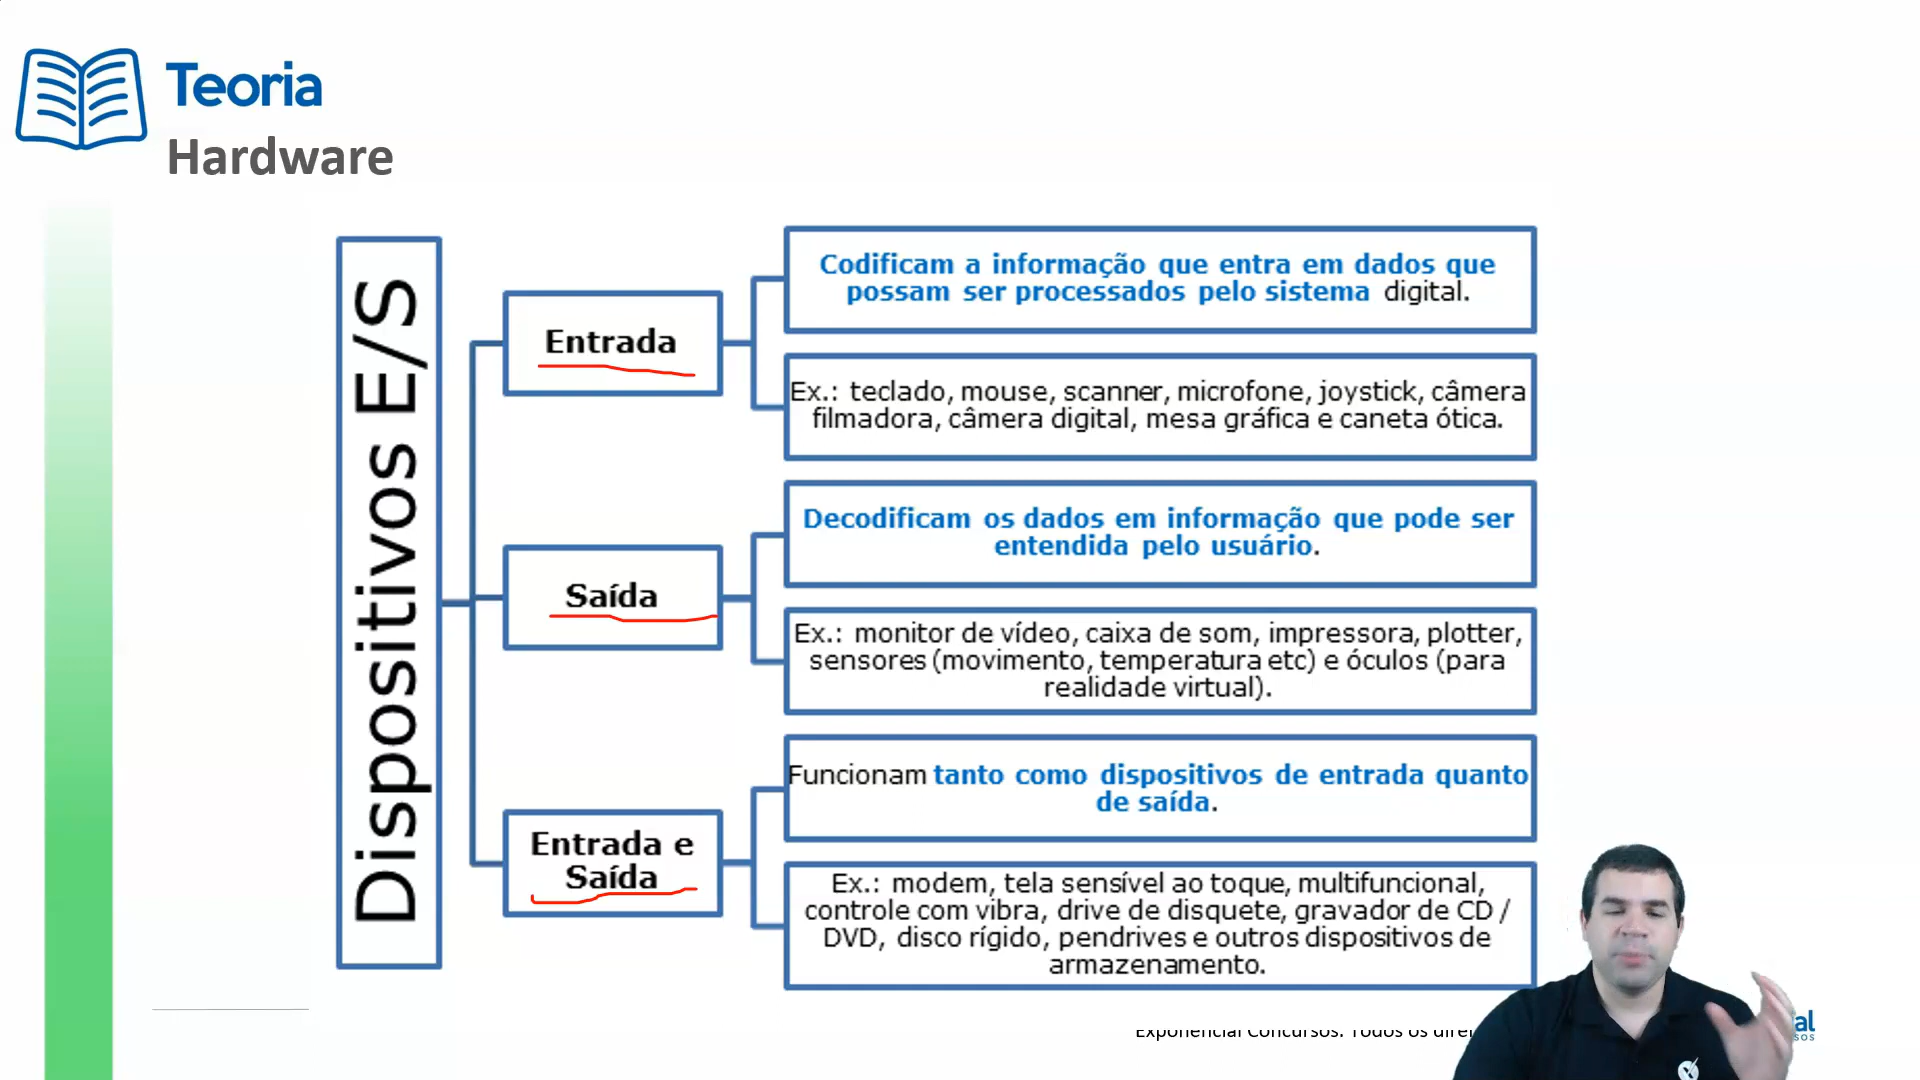 Teoria
Hardware
Dispositivos E/S
Entrada
Codificam a informação que entra em dados que
possam ser processados pelo sistema digital.
Ex.: teclado, mouse, scanner, microfone, joystick, câmera
filmadora, câmera digital, mesa gráfica e caneta ótica.
Saída
Decodificam os dados em informação que pode ser
entendida pelo usuário.
Ex.: monitor de vídeo, caixa de som, impressora, plotter,
sensores (movimento, temperatura etc) e óculos (para
realidade virtual).
Entrada e
Saída
Funcionam tanto como dispositivos de entrada quanto
de saída.
Ex.: modem, tela sensível ao toque, multifuncional,
controle com vibra, drive de disquete, gravador de CD /
DVD, disco rígido, pendrives e outros dispositivos de
armazenamento.
Exponencial Concursos. Todos os